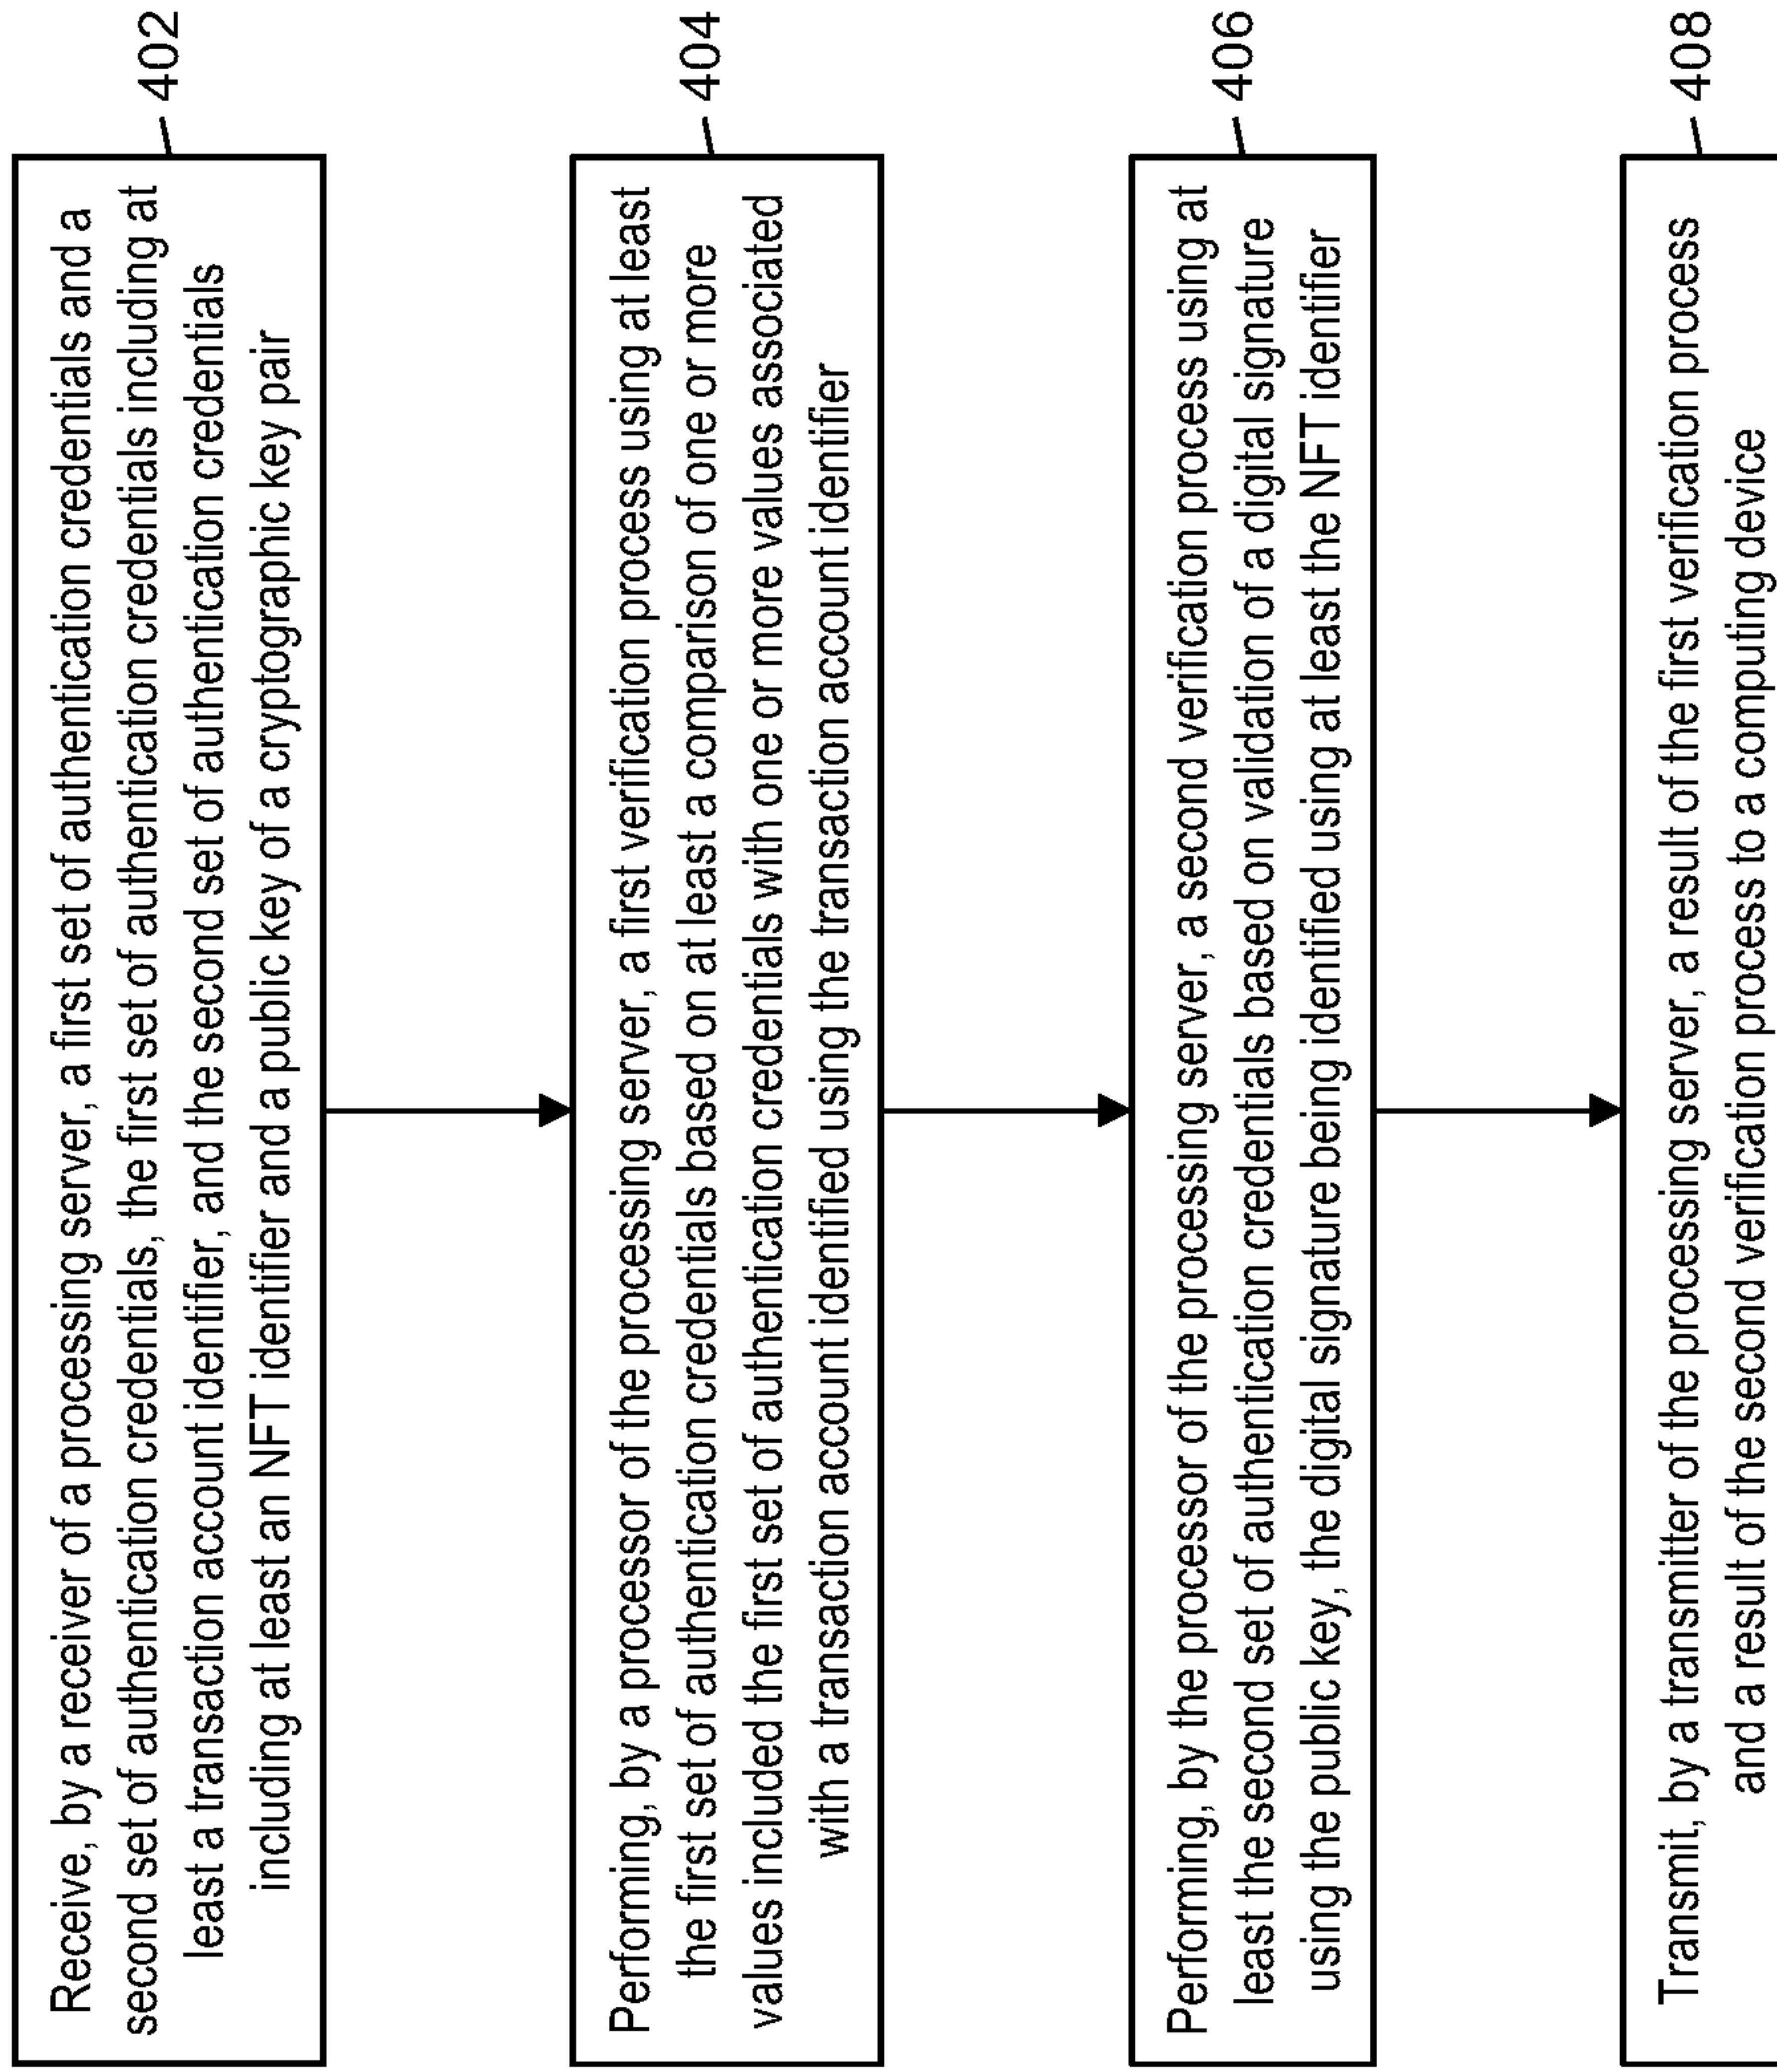 Receive, by a receiver of a processing server, a first set of authentication credentials and a
second set of authentication credentials, the first set of authentication credentials including at
least a transaction account identifier, and the second set of authentication credentials
including at least an NFT identifier and a public key of a cryptographic key pair
402
Performing, by a processor of the processing server, a first verification process using at least
the first set of authentication credentials based on at least a comparison of one or more
values included the first set of authentication credentials with one or more values associated
with a transaction account identified using the transaction account identifier
404
Performing, by the processor of the processing server, a second verification process using at
least the second set of authentication credentials based on validation of a digital signature
using the public key, the digital signature being identified using at least the NFT identifier
406
Transmit, by a transmitter of the processing server, a result of the first verification process
and a result of the second verification process to a computing device
408